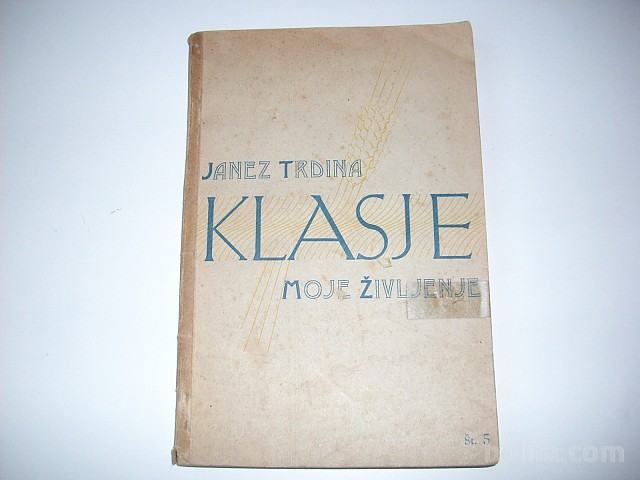 JANEZ TRDINA
KLASJE
MOJE ŽIVLJENJE
Št. 5